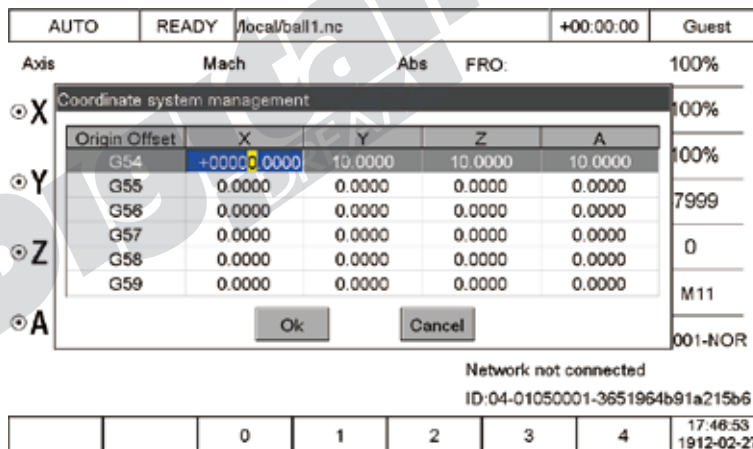 AUTO READY /local/ball1.nc +00:00:00 Guest
Axis Mach Abs FRO: 100%
X 100%
Coordinate system management
Origin Offset X Y Z A
G54 +00000.0000 10.0000 10.0000 10.0000 100%
Y G55 0.0000 0.0000 0.0000 0.0000
G56 0.0000 0.0000 0.0000 0.0000 7999
G57 0.0000 0.0000 0.0000 0.0000
Z G58 0.0000 0.0000 0.0000 0.0000 0
G59 0.0000 0.0000 0.0000 0.0000 M11
A Ok Cancel 001-NOR
Network not connected
ID:04-01050001-3651964b91a215b6
0 1 2 3 4 17:46:53
1912-02-27